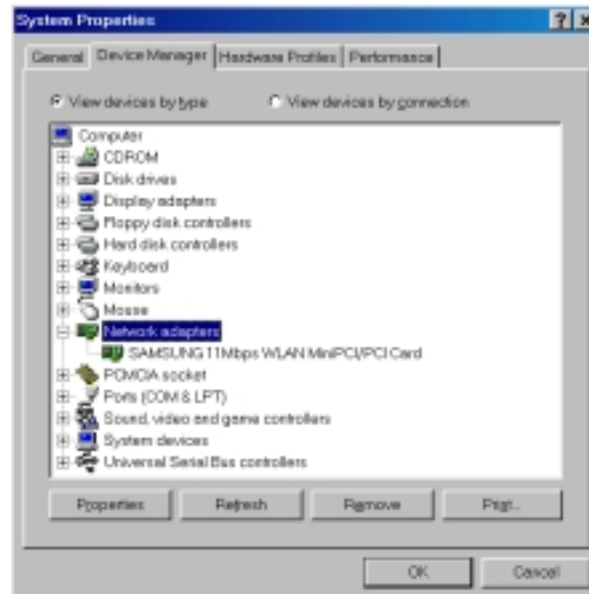 System Properties
General Device Manager Hardware Profiles Performance
View devices by type View devices by connection
Computer
CDROM
Disk drives
Display adapters
Floppy disk controllers
Hard disk controllers
Keyboard
Monitors
Mouse
Network adapters
SAMSUNG 11Mbps WLAN MiniPCI/PCI Card
PCMCIA socket
Ports (COM & LPT)
Sound, video and game controllers
System devices
Universal Serial Bus controllers
Properties Refresh Remove Print...
OK Cancel